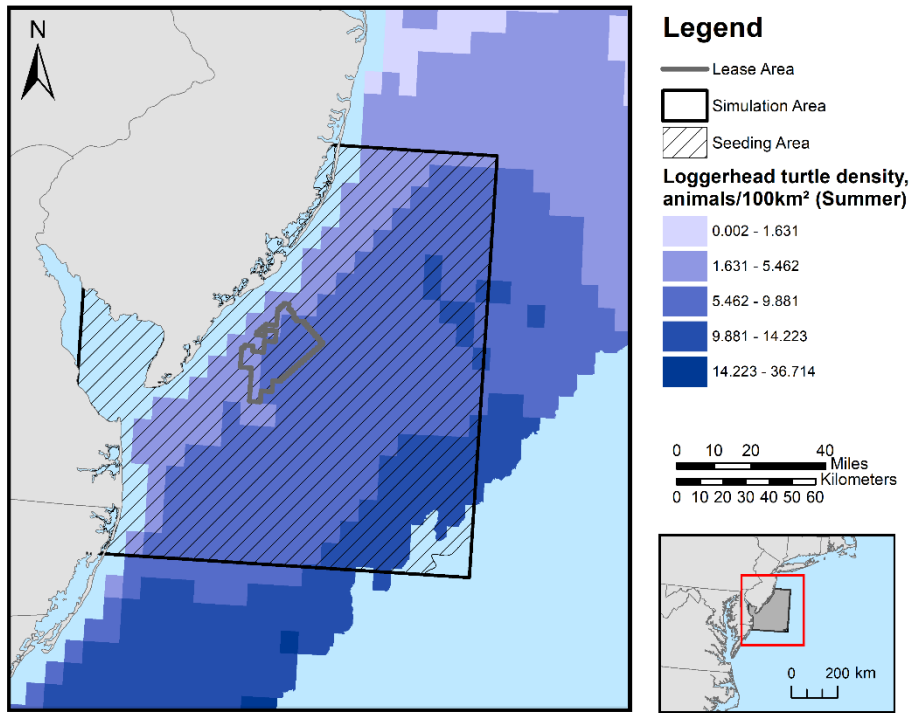 N
Legend
Lease Area
Simulation Area
Seeding Area
Loggerhead turtle density,
animals/100km² (Summer)
0.002 - 1.631
1.631 - 5.462
5.462 - 9.881
9.881 - 14.223
14.223 - 36.714
0 10 20 40
Miles
Kilometers
0 10 20 30 40 50 60
0 200 km